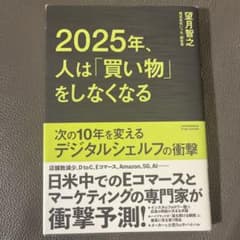 望月智之
2025年、
人は「買い物」
をしなくなる
次の10年を変える
デジタルシェルフの衝撃
店舗数減少、D to C、Eコマース、Amazon、5G、AI
日米中でのEコマースと
マーケティングの専門家が
衝撃予測!